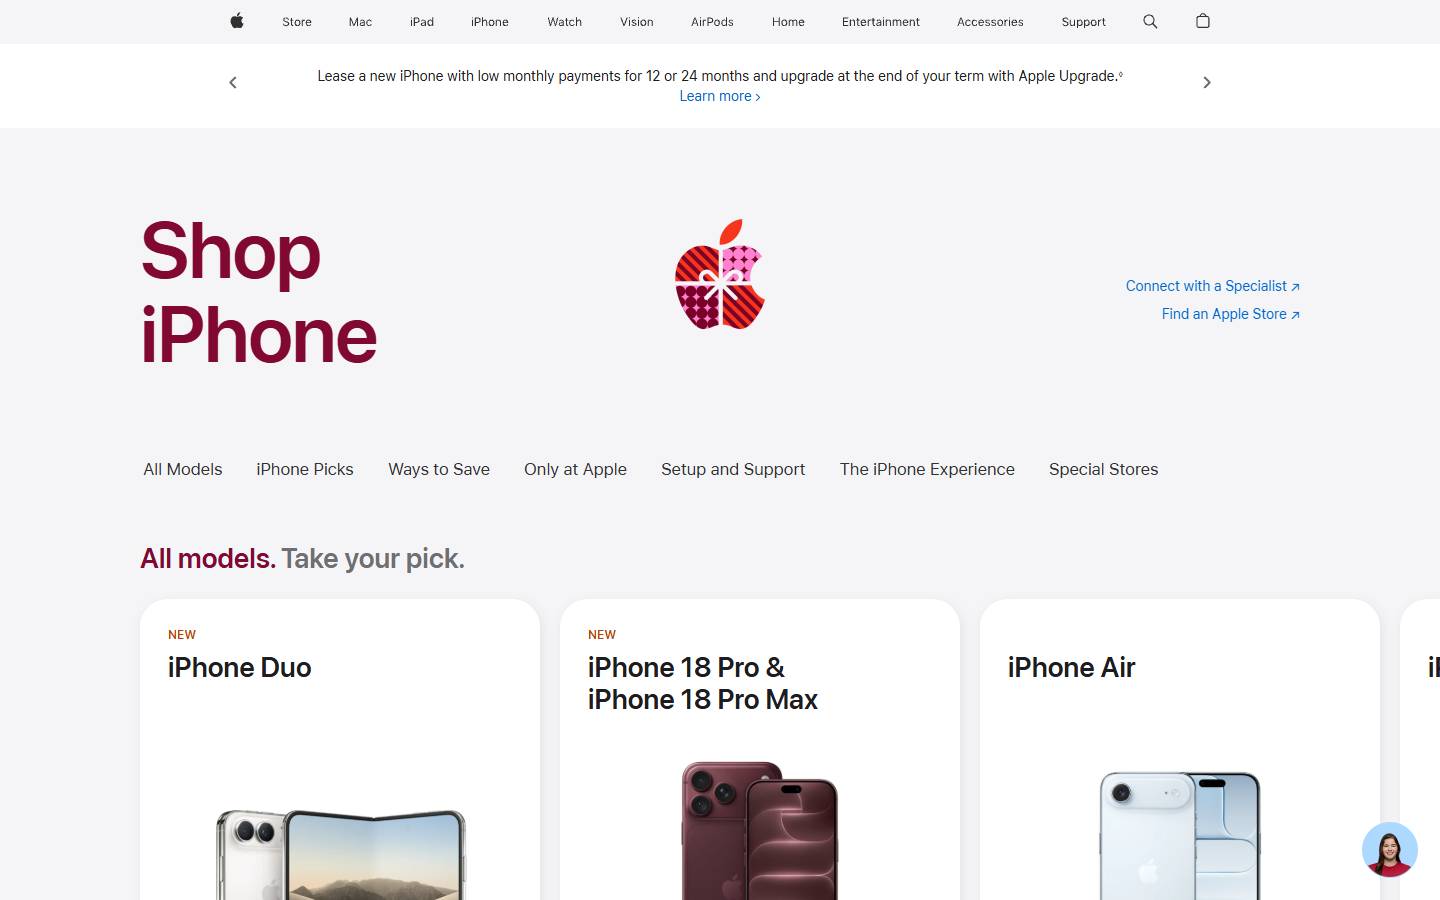 Store Mac iPad iPhone Watch Vision AirPods Home Entertainment Accessories Support
Lease a new iPhone with low monthly payments for 12 or 24 months and upgrade at the end of your term with Apple Upgrade.◊
Learn more >
Shop
iPhone
Connect with a Specialist ↗
Find an Apple Store ↗
All Models iPhone Picks Ways to Save Only at Apple Setup and Support The iPhone Experience Special Stores
All models. Take your pick.
NEW
iPhone Duo
NEW
iPhone 18 Pro &
iPhone 18 Pro Max
iPhone Air